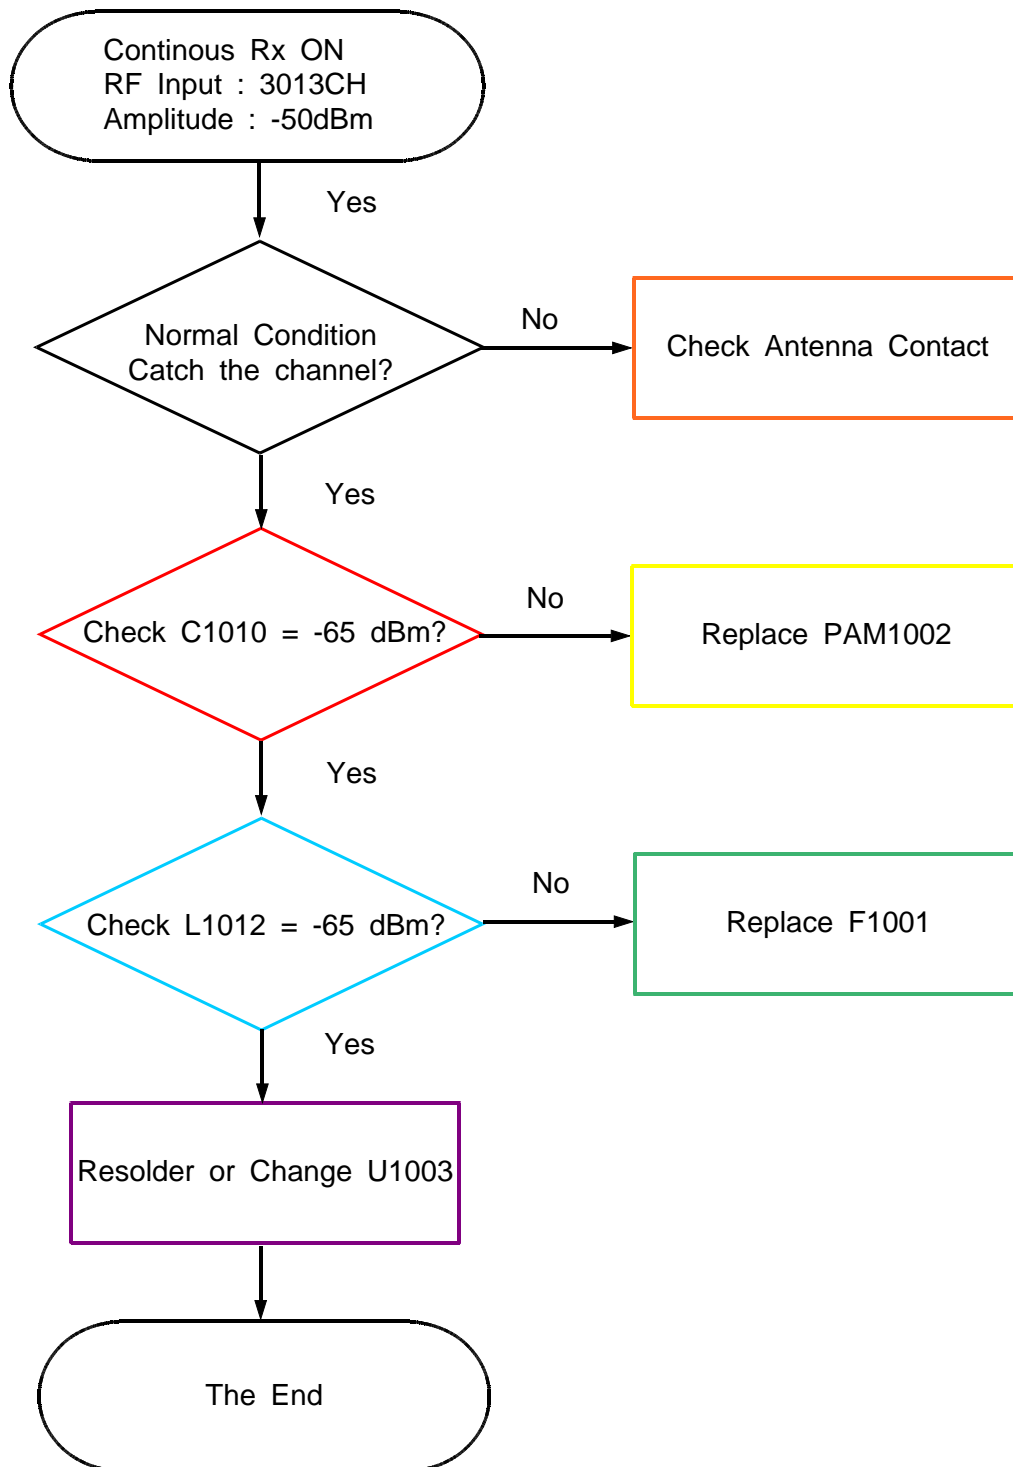 Continous Rx ON
RF Input : 3013CH
Amplitude : -50dBm
Yes
Normal Condition
Catch the channel?
No
Check Antenna Contact
Yes
Check C1010 = -65 dBm?
No
Replace PAM1002
Yes
Check L1012 = -65 dBm?
No
Replace F1001
Yes
Resolder or Change U1003
The End